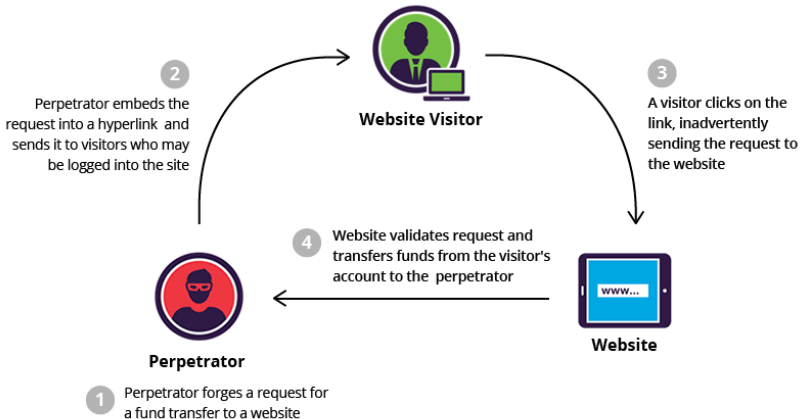 2
Perpetrator embeds the
request into a hyperlink and
sends it to visitors who may
be logged into the site
Website Visitor
3
A visitor clicks on the
link, inadvertently
sending the request to
the website
4
Website validates request and
transfers funds from the visitor's
account to the perpetrator
www...
Website
Perpetrator
1
Perpetrator forges a request for
a fund transfer to a website